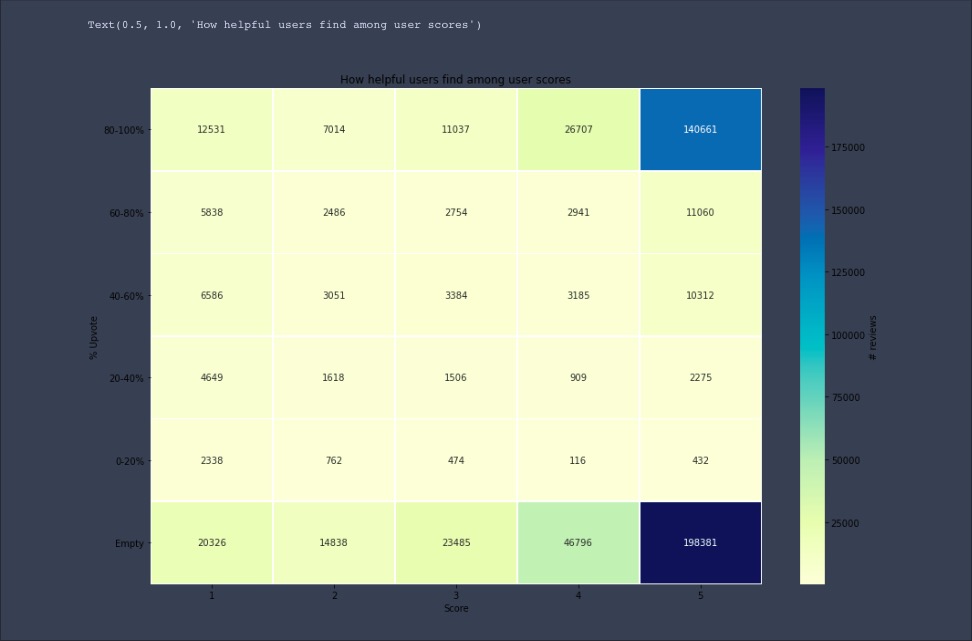 Text(0.5, 1.0, 'How helpful users find among user scores')
How helpful users find among user scores
80-100% 12531 7014 11037 26707 140661
60-80% 5838 2486 2754 2941 11060
40-60% 6586 3051 3384 3185 10312
20-40% 4649 1618 1506 909 2275
0-20% 2338 762 474 116 432
Empty 20326 14838 23485 46796 198381
1 2 3 4 5
Score
% Upvote
175000
150000
125000
100000
75000
50000
25000
# reviews